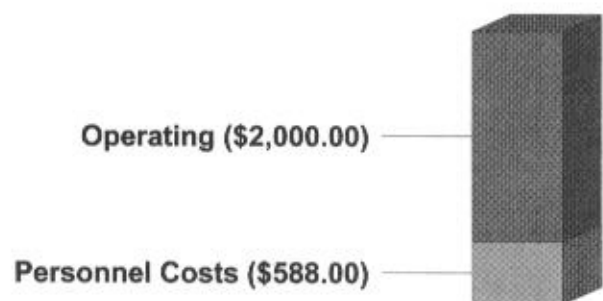 Operating ($2,000.00)
Personnel Costs ($588.00)